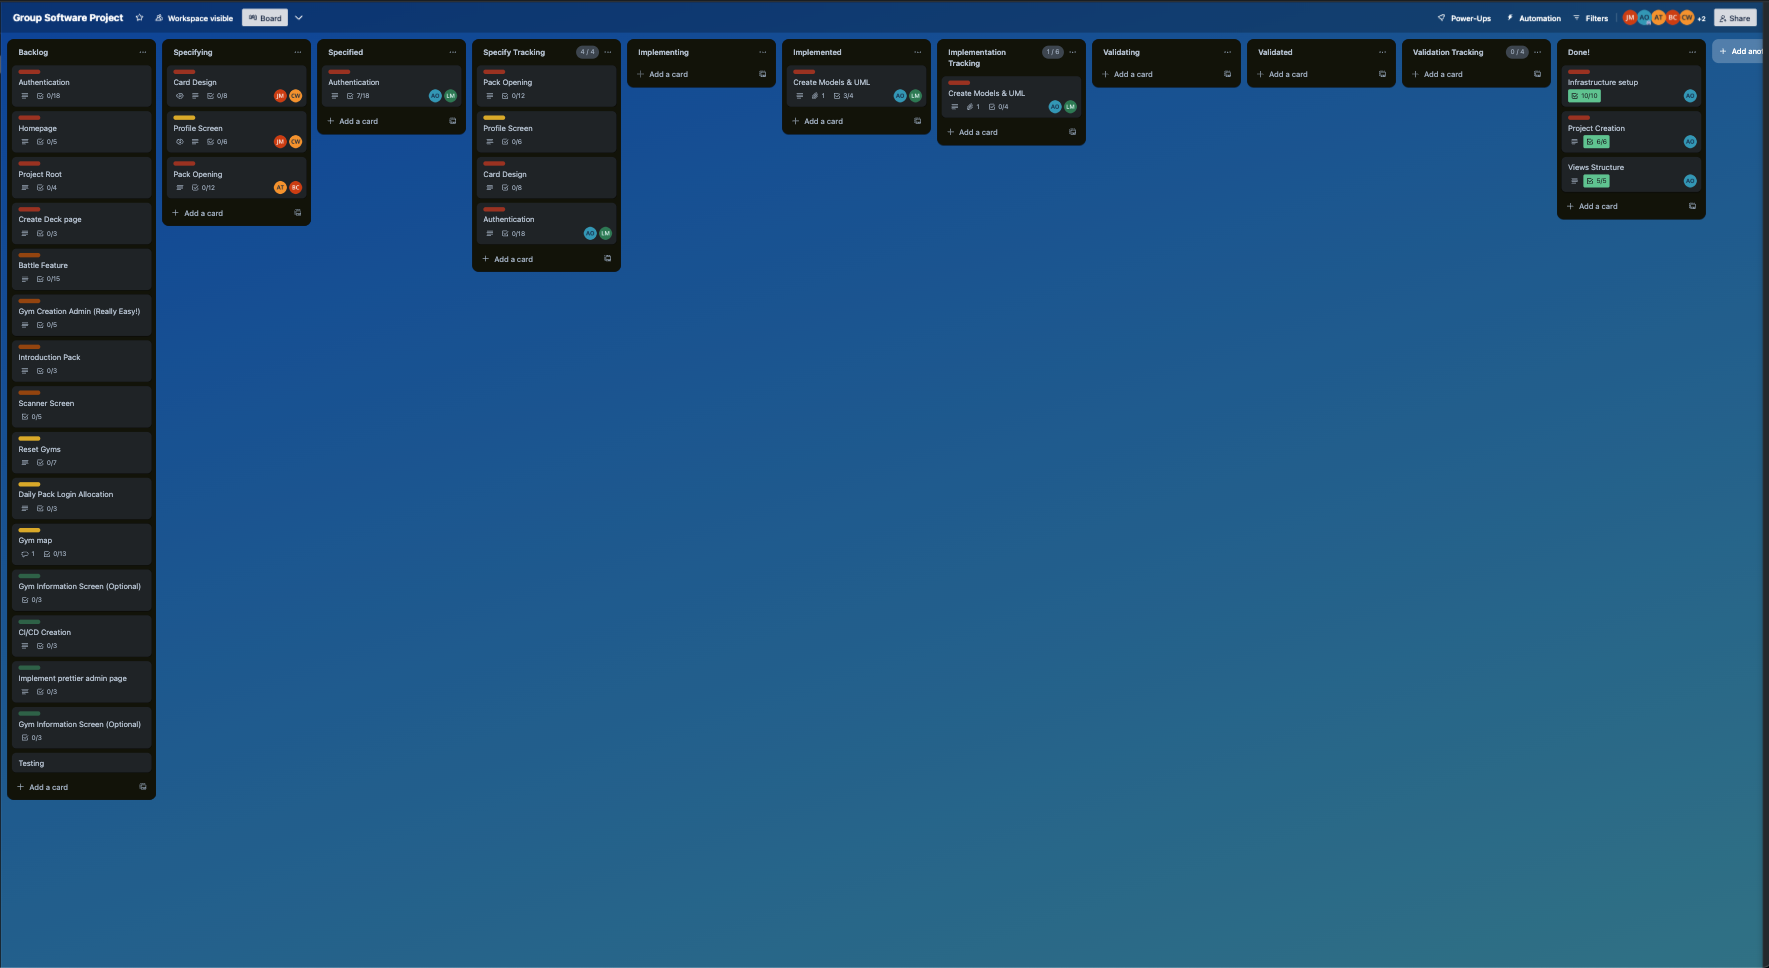 Group Software Project
Workspace visible
Board
Power-Ups
Automation
Filters
JM AO AT BC CW +2
Share
Backlog
Authentication
0/18
Homepage
0/5
Project Root
0/4
Create Deck page
0/3
Battle Feature
0/15
Gym Creation Admin (Really Easy!)
0/5
Introduction Pack
0/3
Scanner Screen
0/5
Reset Gyms
0/7
Daily Pack Login Allocation
0/3
Gym map
1 0/13
Gym Information Screen (Optional)
0/3
CI/CD Creation
0/3
Implement prettier admin page
0/3
Gym Information Screen (Optional)
0/3
Testing
Add a card
Specifying
Card Design
0/8 JM CW
Profile Screen
0/6 JM CW
Pack Opening
0/12 AT BC
Add a card
Specified
Authentication
7/18 AO LM
Add a card
Specify Tracking 4 / 4
Pack Opening
0/12
Profile Screen
0/6
Card Design
0/8
Authentication
0/18 AO LM
Add a card
Implementing
Add a card
Implemented
Create Models & UML
1 3/4 AO LM
Add a card
Implementation
Tracking
1 / 6
Create Models & UML
1 0/4 AO LM
Add a card
Validating
Add a card
Validated
Add a card
Validation Tracking 0 / 4
Add a card
Done!
Infrastructure setup
10/10 AO
Project Creation
6/6 AO
Views Structure
5/5 AO
Add a card
Add anot